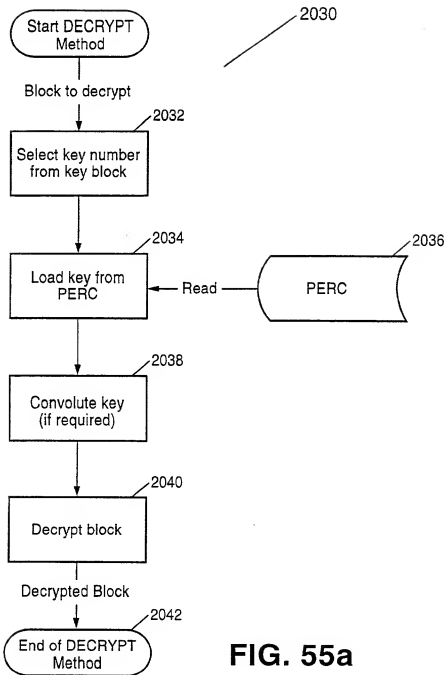 Start DECRYPT
Method
2030
Block to decrypt
2032
Select key number
from key block
2034
Load key from
PERC
Read
2036
PERC
2038
Convolute key
(if required)
2040
Decrypt block
Decrypted Block
2042
End of DECRYPT
Method
FIG. 55a